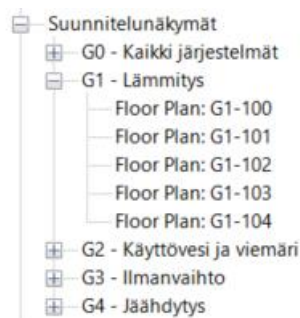 Suunnitelunäkymät
G0 - Kaikki järjestelmät
G1 - Lämmitys
Floor Plan: G1-100
Floor Plan: G1-101
Floor Plan: G1-102
Floor Plan: G1-103
Floor Plan: G1-104
G2 - Käyttövesi ja viemäri
G3 - Ilmanvaihto
G4 - Jäähdytys